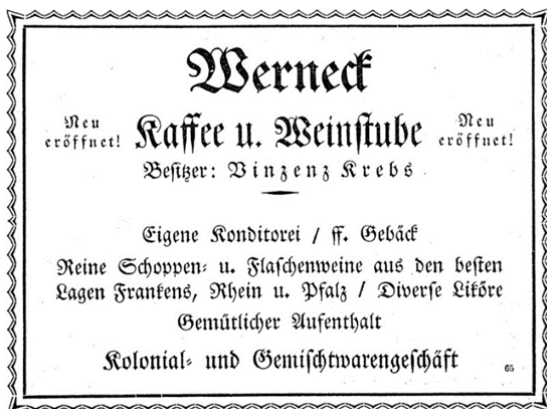 Werneck
Neu eröffnet! Kaffee u. Weinstube Neu eröffnet!
Besitzer: Vinzenz Krebs
Eigene Konditorei / ff. Gebäck
Reine Schoppen- u. Flaschenweine aus den besten
Lagen Frankens, Rhein u. Pfalz / Diverse Liköre
Gemütlicher Aufenthalt
Kolonial- und Gemischtwarengeschäft
65